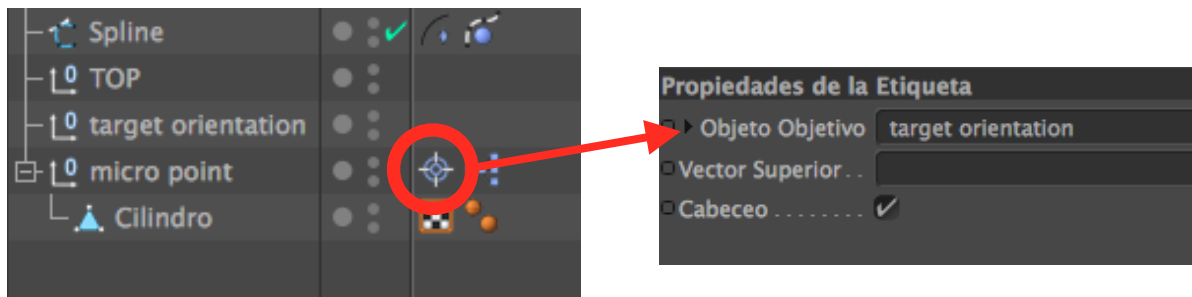 Spline
TOP
target orientation
micro point
Cilindro
Propiedades de la Etiqueta
Objeto Objetivo target orientation
Vector Superior . .
Cabeceo . . . . . . . .